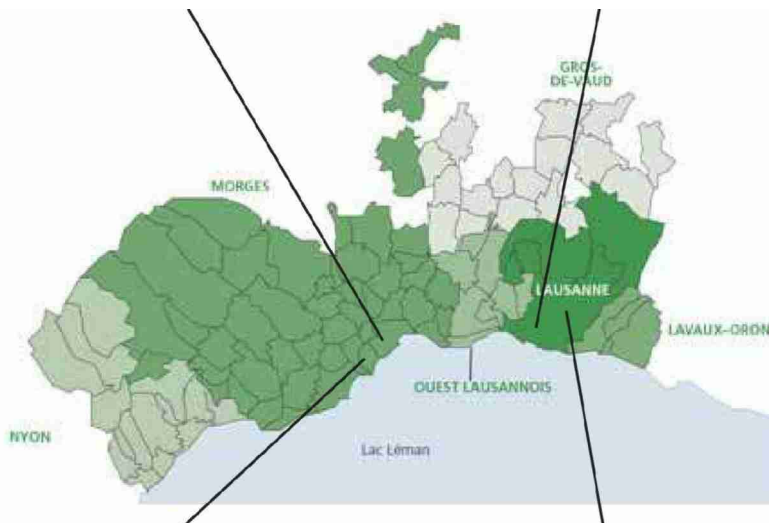 GROS-
DE-VAUD
MORGES
LAUSANNE
LAVAUX-ORON
OUEST LAUSANNOIS
NYON
Lac Léman